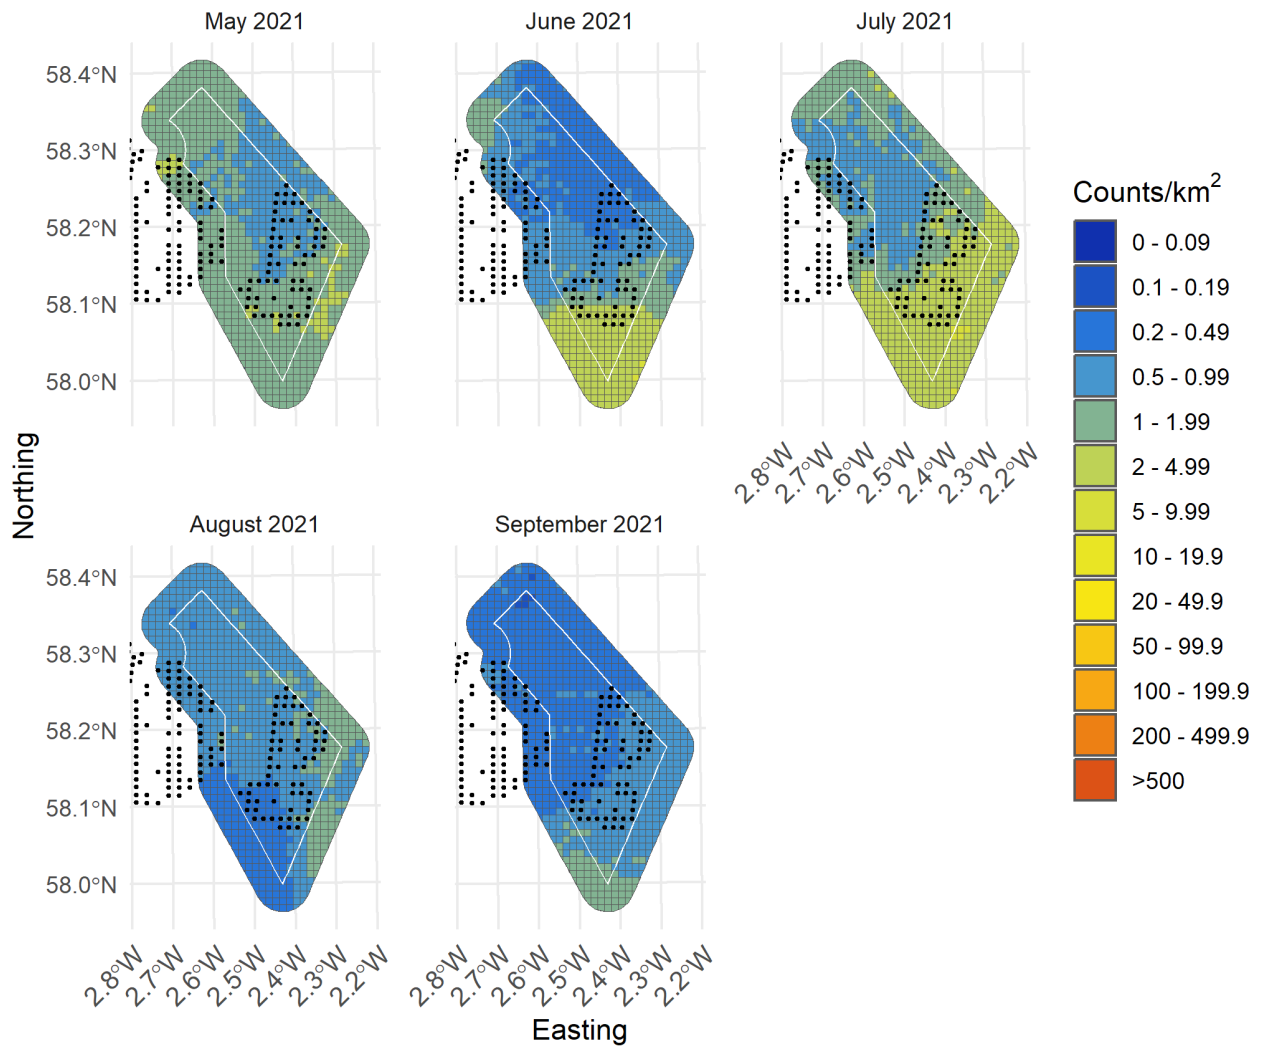 May 2021
June 2021
July 2021
58.4°N
58.3°N
58.2°N
58.1°N
58.0°N
2.8°W
2.7°W
2.6°W
2.5°W
2.4°W
2.3°W
2.2°W
Northing
August 2021
September 2021
58.4°N
58.3°N
58.2°N
58.1°N
58.0°N
2.8°W
2.7°W
2.6°W
2.5°W
2.4°W
2.3°W
2.2°W
2.8°W
2.7°W
2.6°W
2.5°W
2.4°W
2.3°W
2.2°W
Easting
Counts/km²
0 - 0.09
0.1 - 0.19
0.2 - 0.49
0.5 - 0.99
1 - 1.99
2 - 4.99
5 - 9.99
10 - 19.9
20 - 49.9
50 - 99.9
100 - 199.9
200 - 499.9
>500